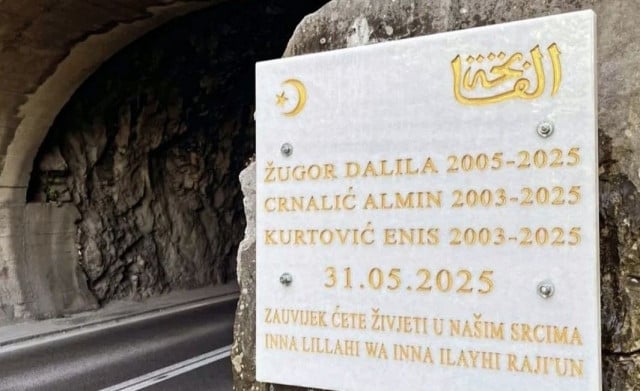 الفاتحة
ŽUGOR DALILA 2005-2025
CRNALIĆ ALMIN 2003-2025
KURTOVIĆ ENIS 2003-2025
31.05.2025
ZAUVIJEK ĆETE ŽIVJETI U NAŠIM SRCIMA
INNA LILLAHI WA INNA ILAYHI RAJI'UN